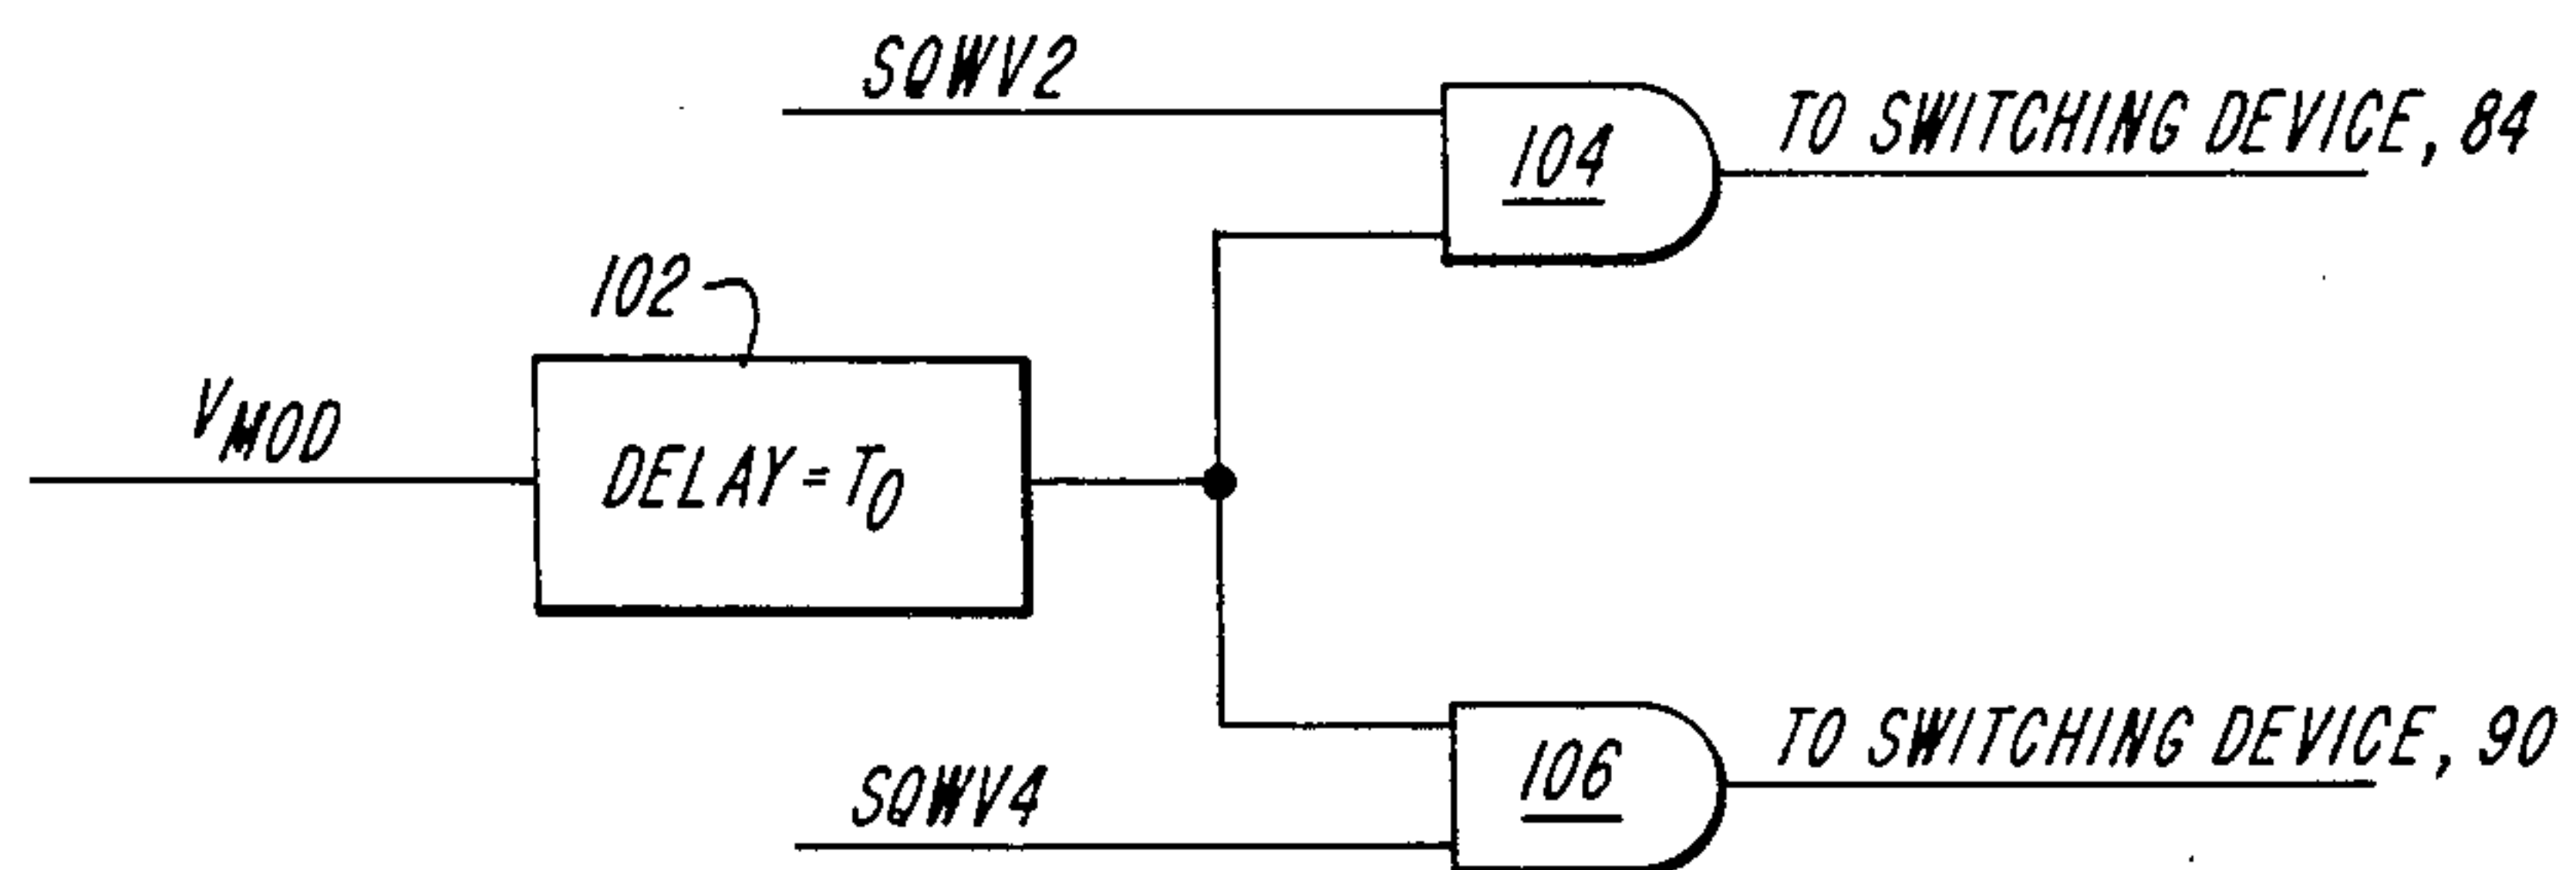 SQWV2
104
TO SWITCHING DEVICE, 84
102
VMOD
DELAY = T0
106
TO SWITCHING DEVICE, 90
SQWV4